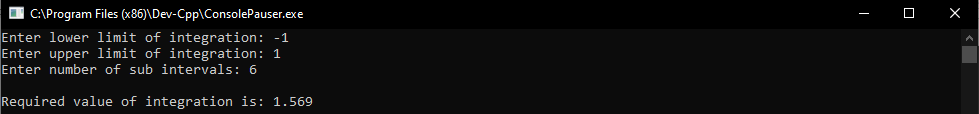 C:\Program Files (x86)\Dev-Cpp\ConsolePauser.exe
Enter lower limit of integration: -1
Enter upper limit of integration: 1
Enter number of sub intervals: 6
Required value of integration is: 1.569